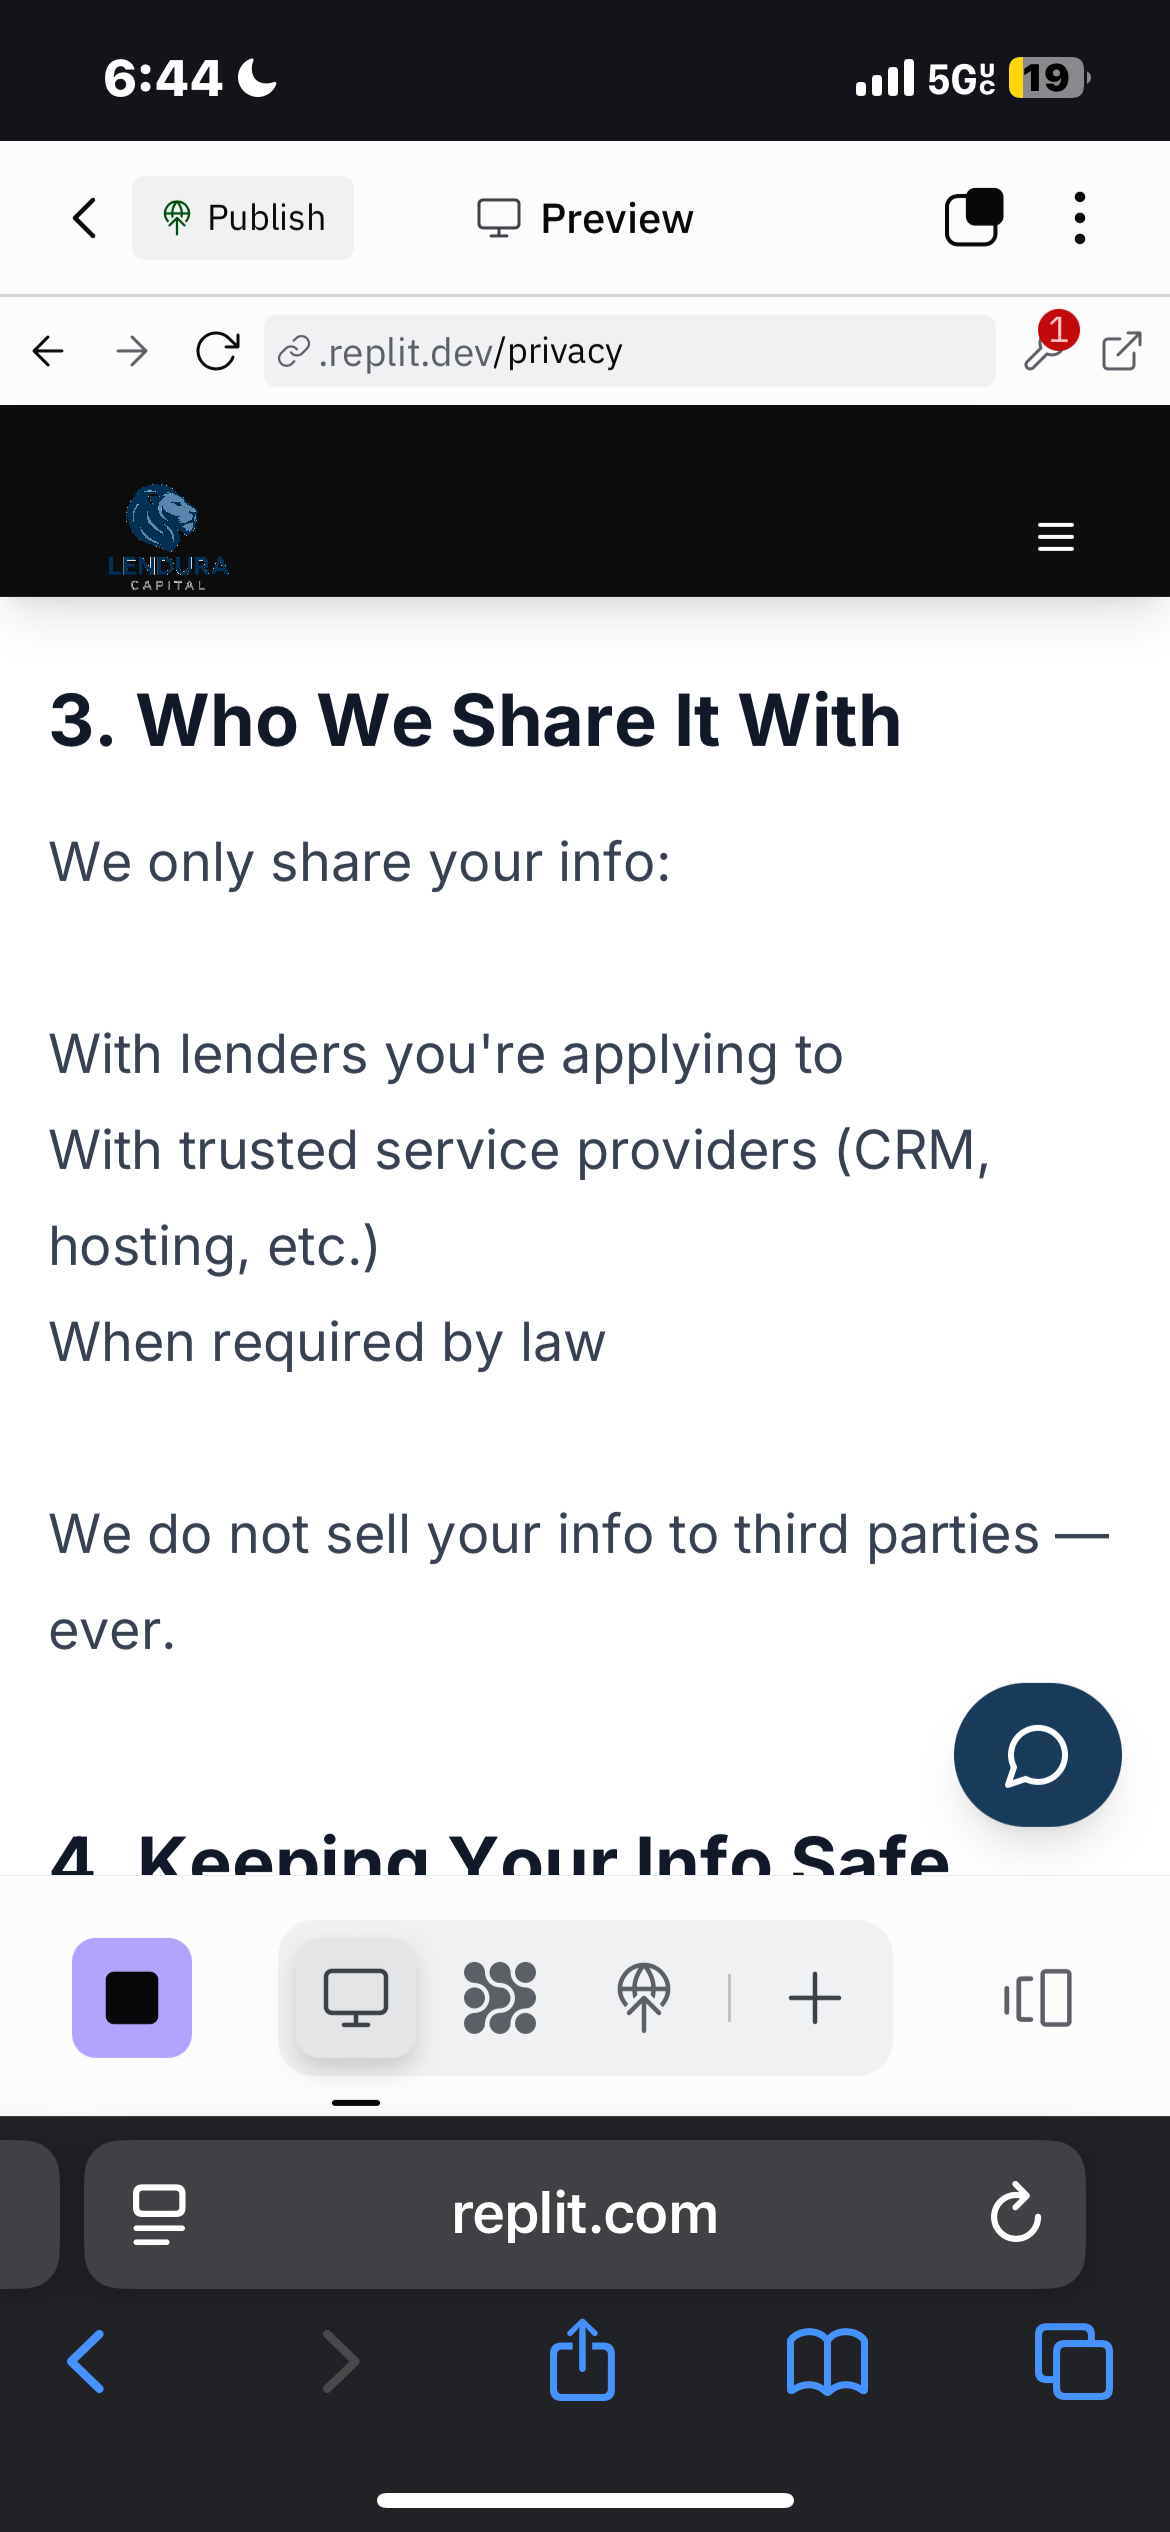 6:44
5G UC
19
Publish
Preview
.replit.dev/privacy
1
LENDURA
CAPITAL
3. Who We Share It With
We only share your info:
With lenders you're applying to
With trusted service providers (CRM,
hosting, etc.)
When required by law
We do not sell your info to third parties —
ever.
4. Keeping Your Info Safe
replit.com